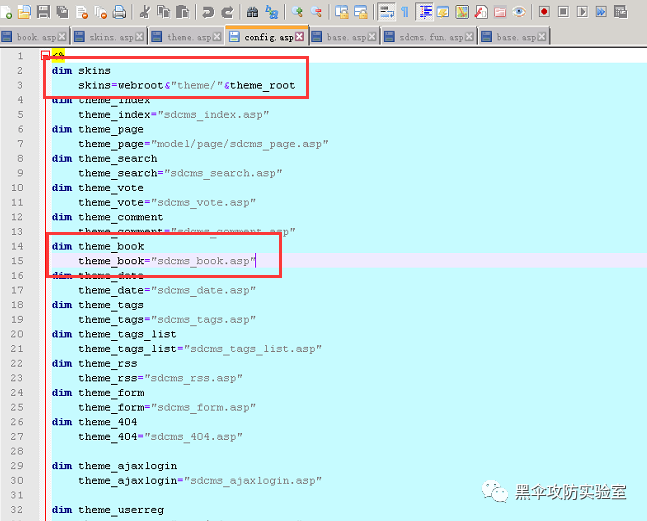 book.asp skins.asp theme.asp config.asp base.asp sdcms.fun.asp base.asp
1 <%
2 dim skins
3 skins=webroot&"theme/"&theme_root
4 dim theme_index
5 theme_index="sdcms_index.asp"
6 dim theme_page
7 theme_page="model/page/sdcms_page.asp"
8 dim theme_search
9 theme_search="sdcms_search.asp"
10 dim theme_vote
11 theme_vote="sdcms_vote.asp"
12 dim theme_comment
13 theme_comment="sdcms_comment.asp"
14 dim theme_book
15 theme_book="sdcms_book.asp"
16 dim theme_date
17 theme_date="sdcms_date.asp"
18 dim theme_tags
19 theme_tags="sdcms_tags.asp"
20 dim theme_tags_list
21 theme_tags_list="sdcms_tags_list.asp"
22 dim theme_rss
23 theme_rss="sdcms_rss.asp"
24 dim theme_form
25 theme_form="sdcms_form.asp"
26 dim theme_404
27 theme_404="sdcms_404.asp"
28
29 dim theme_ajaxlogin
30 theme_ajaxlogin="sdcms_ajaxlogin.asp"
31
32 dim theme_userreg
黑伞攻防实验室